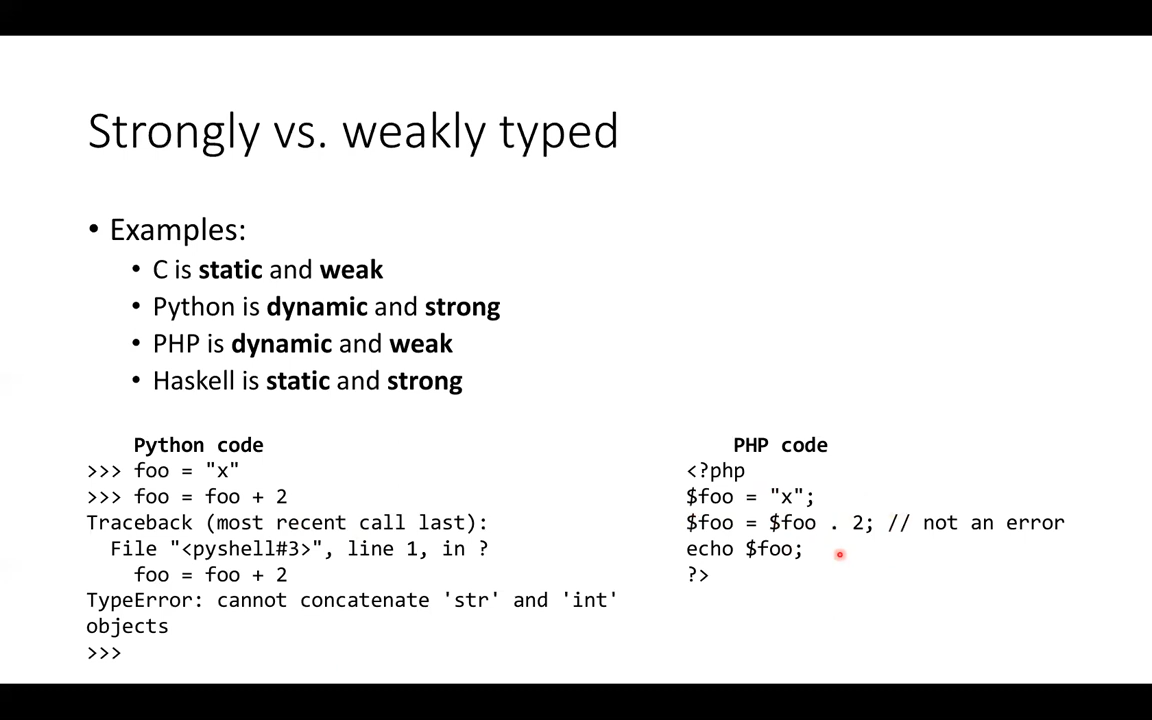 Strongly vs. weakly typed
• Examples:
• C is static and weak
• Python is dynamic and strong
• PHP is dynamic and weak
• Haskell is static and strong
Python code
>>> foo = "x"
>>> foo = foo + 2
Traceback (most recent call last):
  File "<pyshell#3>", line 1, in ?
    foo = foo + 2
TypeError: cannot concatenate 'str' and 'int'
objects
>>>
PHP code
<?php
$foo = "x";
$foo = $foo . 2; // not an error
echo $foo;
?>